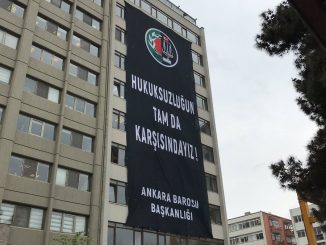 HUKUKSUZLUĞUN
TAM DA
KARŞISINDAYIZ!
ANKARA BAROSU
BAŞKANLIĞI